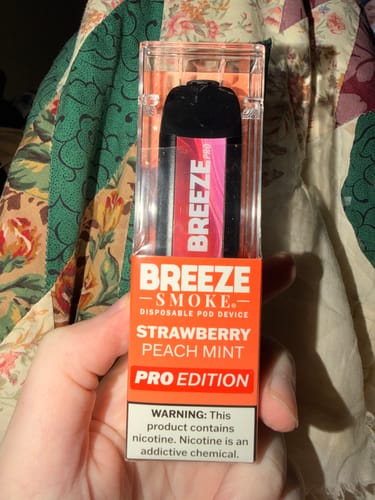 BREEZE PRO
BREEZE
SMOKE®
DISPOSABLE POD DEVICE
STRAWBERRY
PEACH MINT
PRO EDITION
WARNING: This
product contains
nicotine. Nicotine is an
addictive chemical.